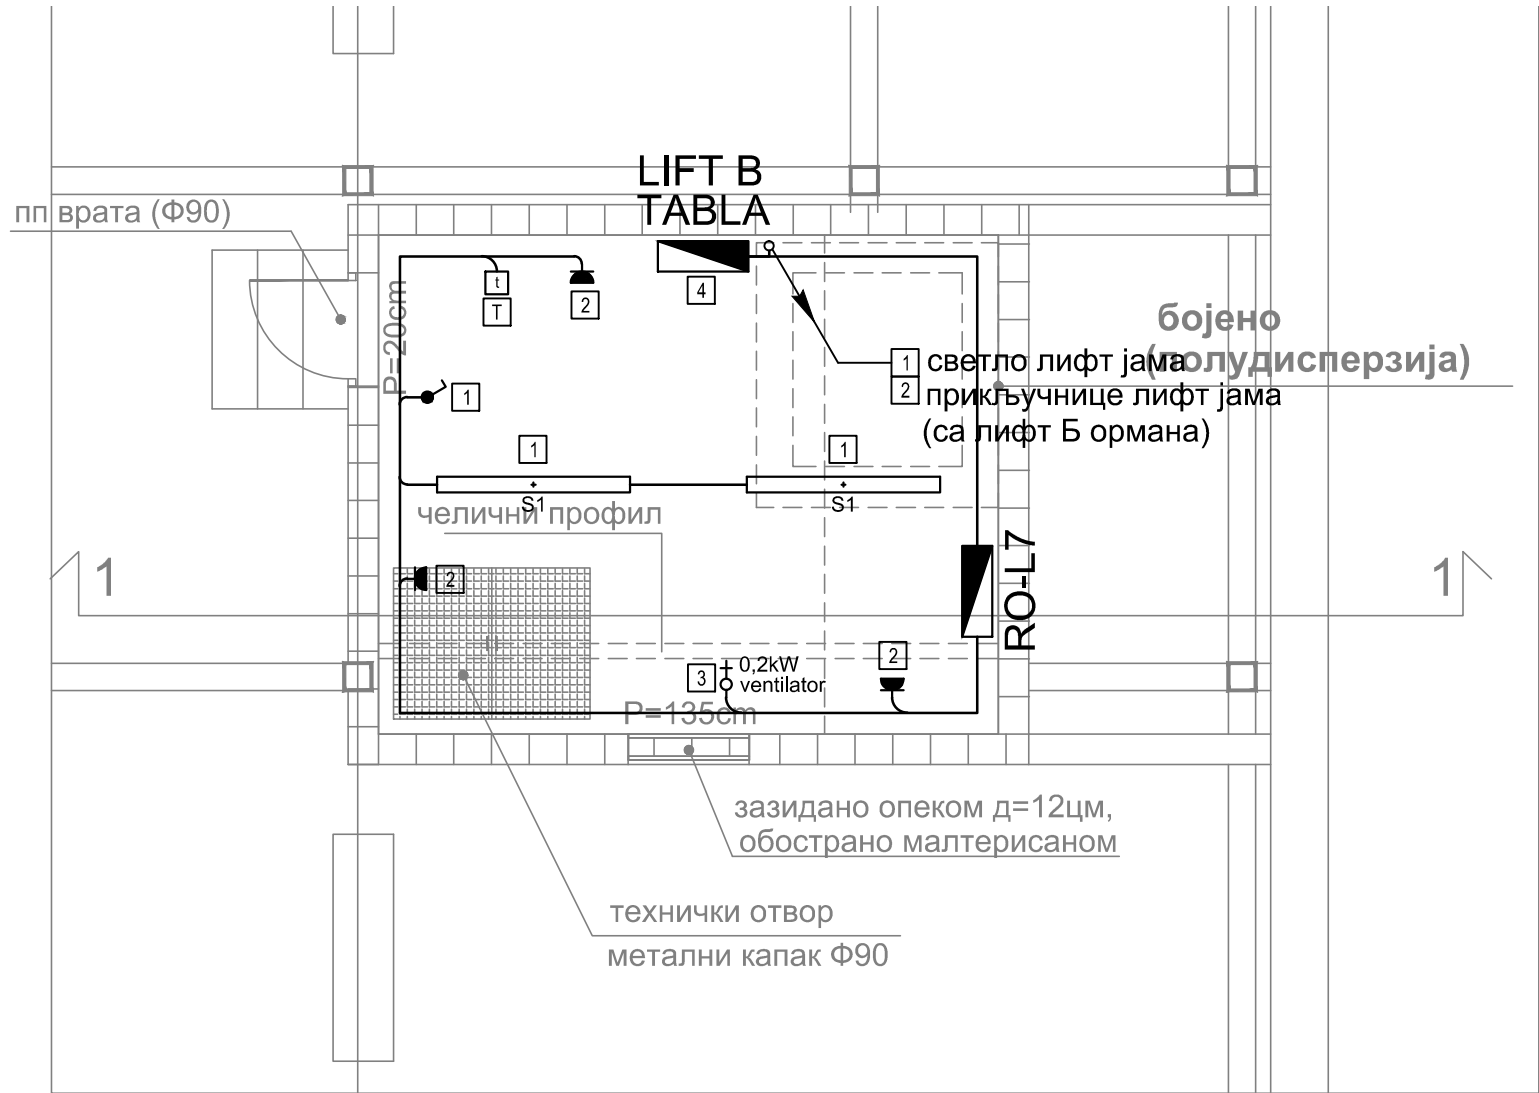 LIFT B
TABLA
пп врата (Ф90)
P=20cm
t
T
2
4
бојено
(полудисперзија)
1 светло лифт јама
2 прикључнице лифт јама
(са лифт Б ормана)
1
1
1
S1
S1
челични профил
1
2
1
RO-L7
2
3
0,2kW
ventilator
P=135cm
зазидано опеком д=12цм,
обострано малтерисаном
технички отвор
метални капак Ф90